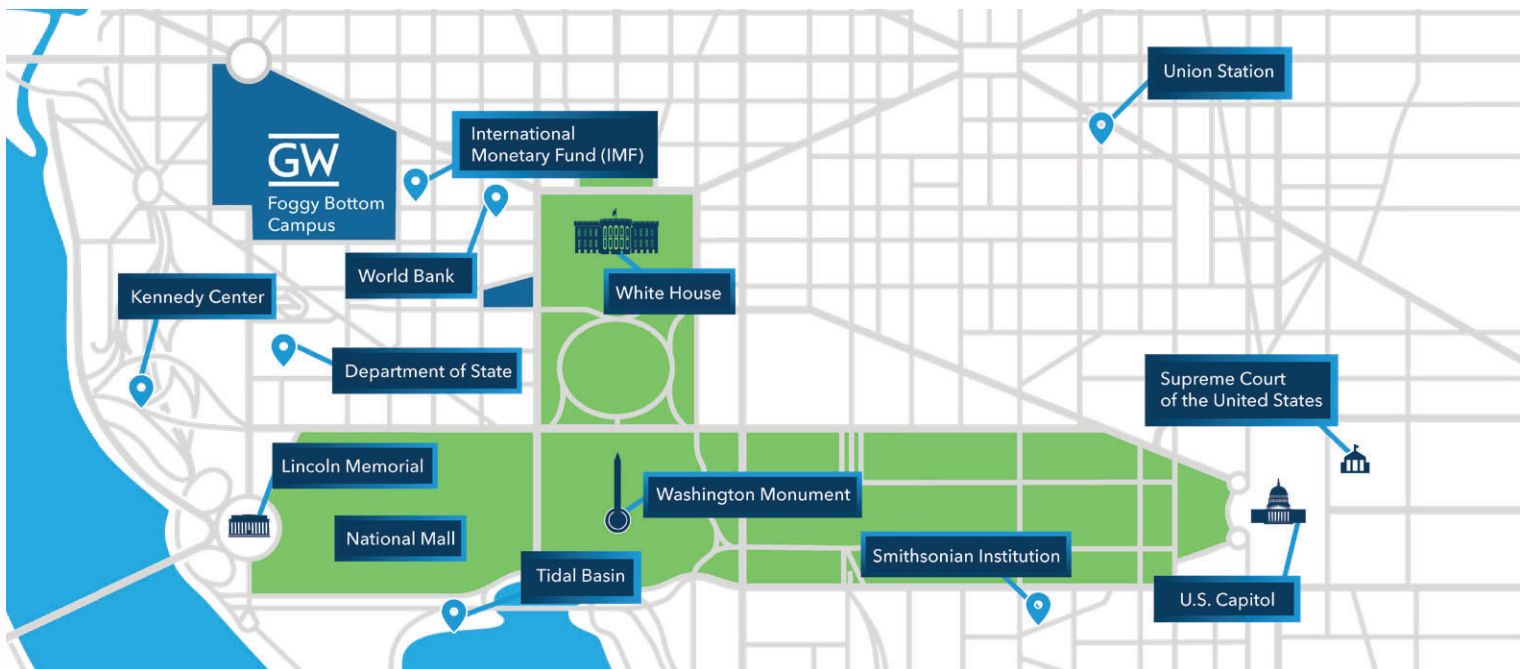 Union Station
International
Monetary Fund (IMF)
GW
Foggy Bottom
Campus
World Bank
Kennedy Center
White House
Department of State
Supreme Court
of the United States
Lincoln Memorial
Washington Monument
National Mall
Smithsonian Institution
Tidal Basin
U.S. Capitol